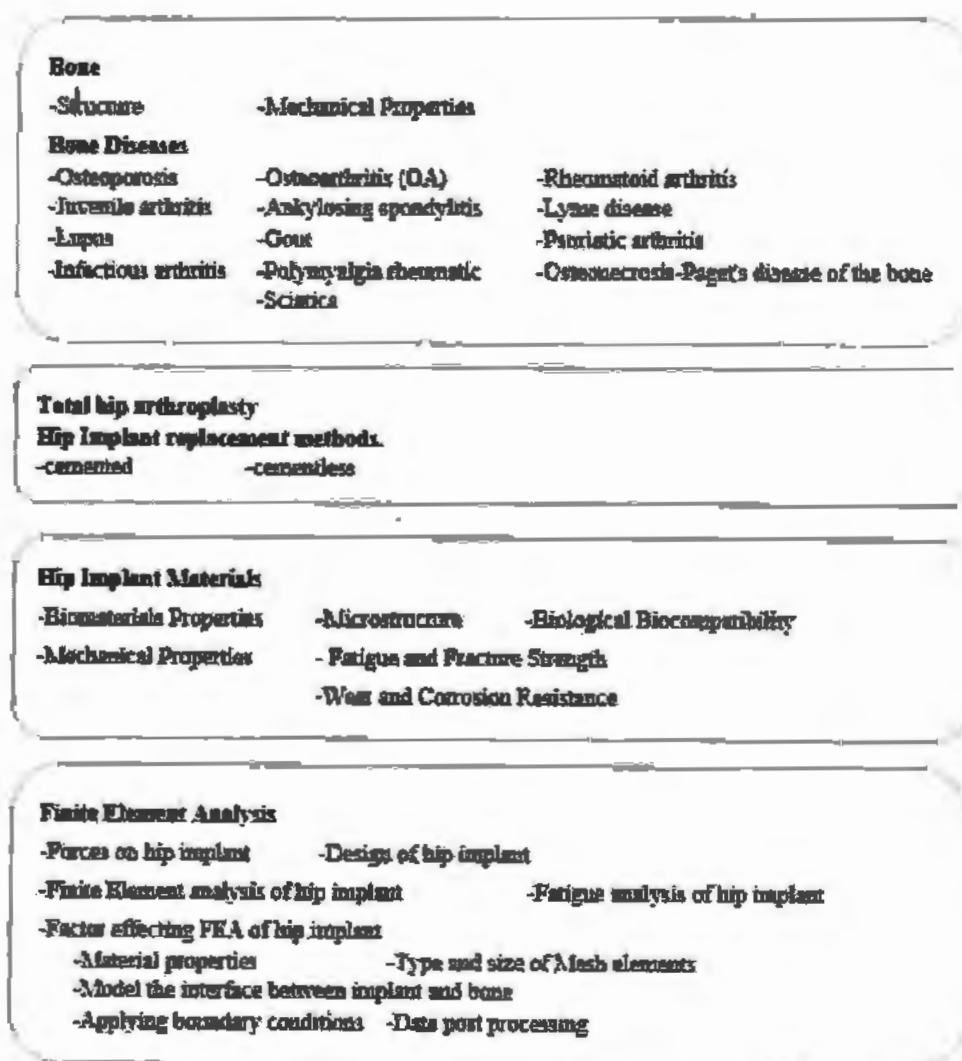 Bone
-Structure -Mechanical Properties
Bone Diseases
-Osteoporosis -Osteoarthritis (OA) -Rheumatoid arthritis
-Juvenile arthritis -Ankylosing spondylitis -Lyme disease
-Lupus -Gout -Psoriatic arthritis
-Infectious arthritis -Polymyalgia rheumatic -Osteonecrosis-Paget's disease of the bone
-Sciatica
Total hip arthroplasty
Hip Implant replacement methods.
-cemented -cementless
Hip Implant Materials
-Biomaterials Properties -Microstructure -Biological Biocompatibility
-Mechanical Properties - Fatigue and Fracture Strength
-Wear and Corrosion Resistance
Finite Element Analysis
-Forces on hip implant -Design of hip implant
-Finite Element analysis of hip implant -Fatigue analysis of hip implant
-Factor effecting FEA of hip implant
-Material properties -Type and size of Mesh elements
-Model the interface between implant and bone
-Applying boundary conditions -Data post processing